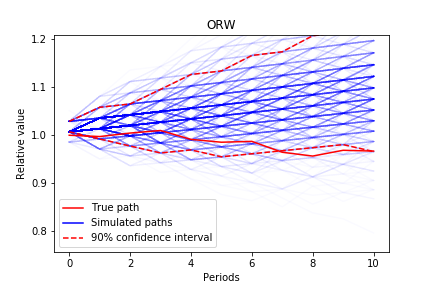 ORW
1.2
1.1
1.0
0.9
0.8
Relative value
True path
Simulated paths
90% confidence interval
0 2 4 6 8 10
Periods